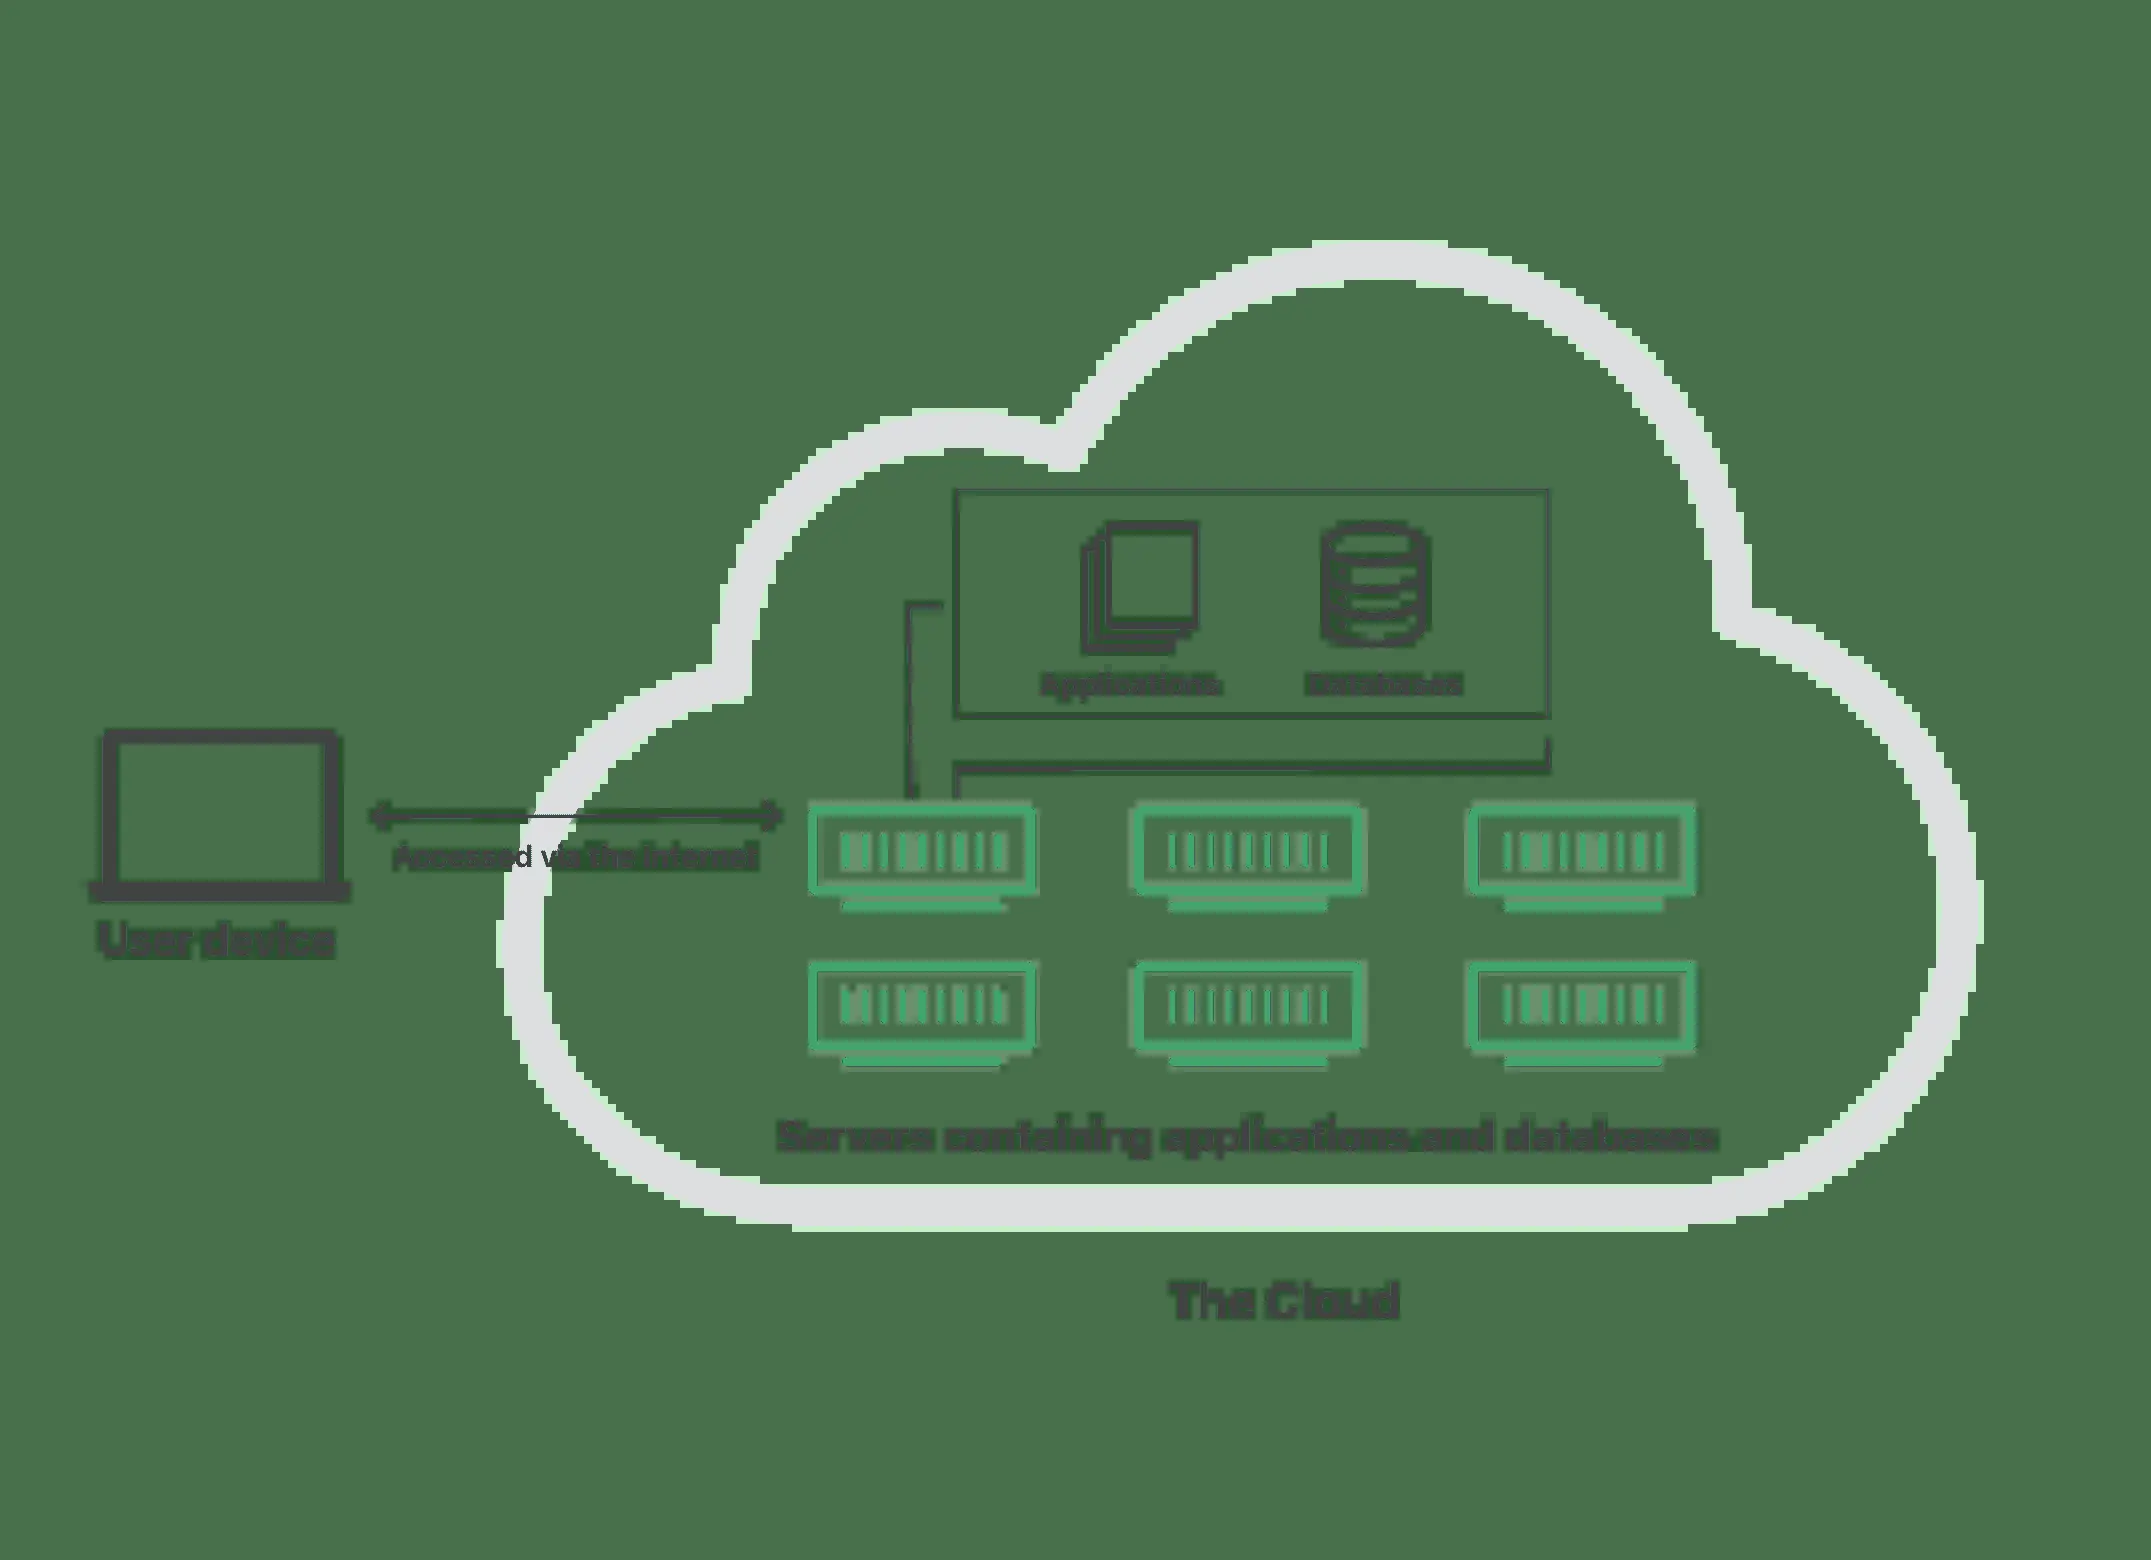 Applications
Databases
Accessed via the Internet
User device
Servers containing applications and databases
The Cloud